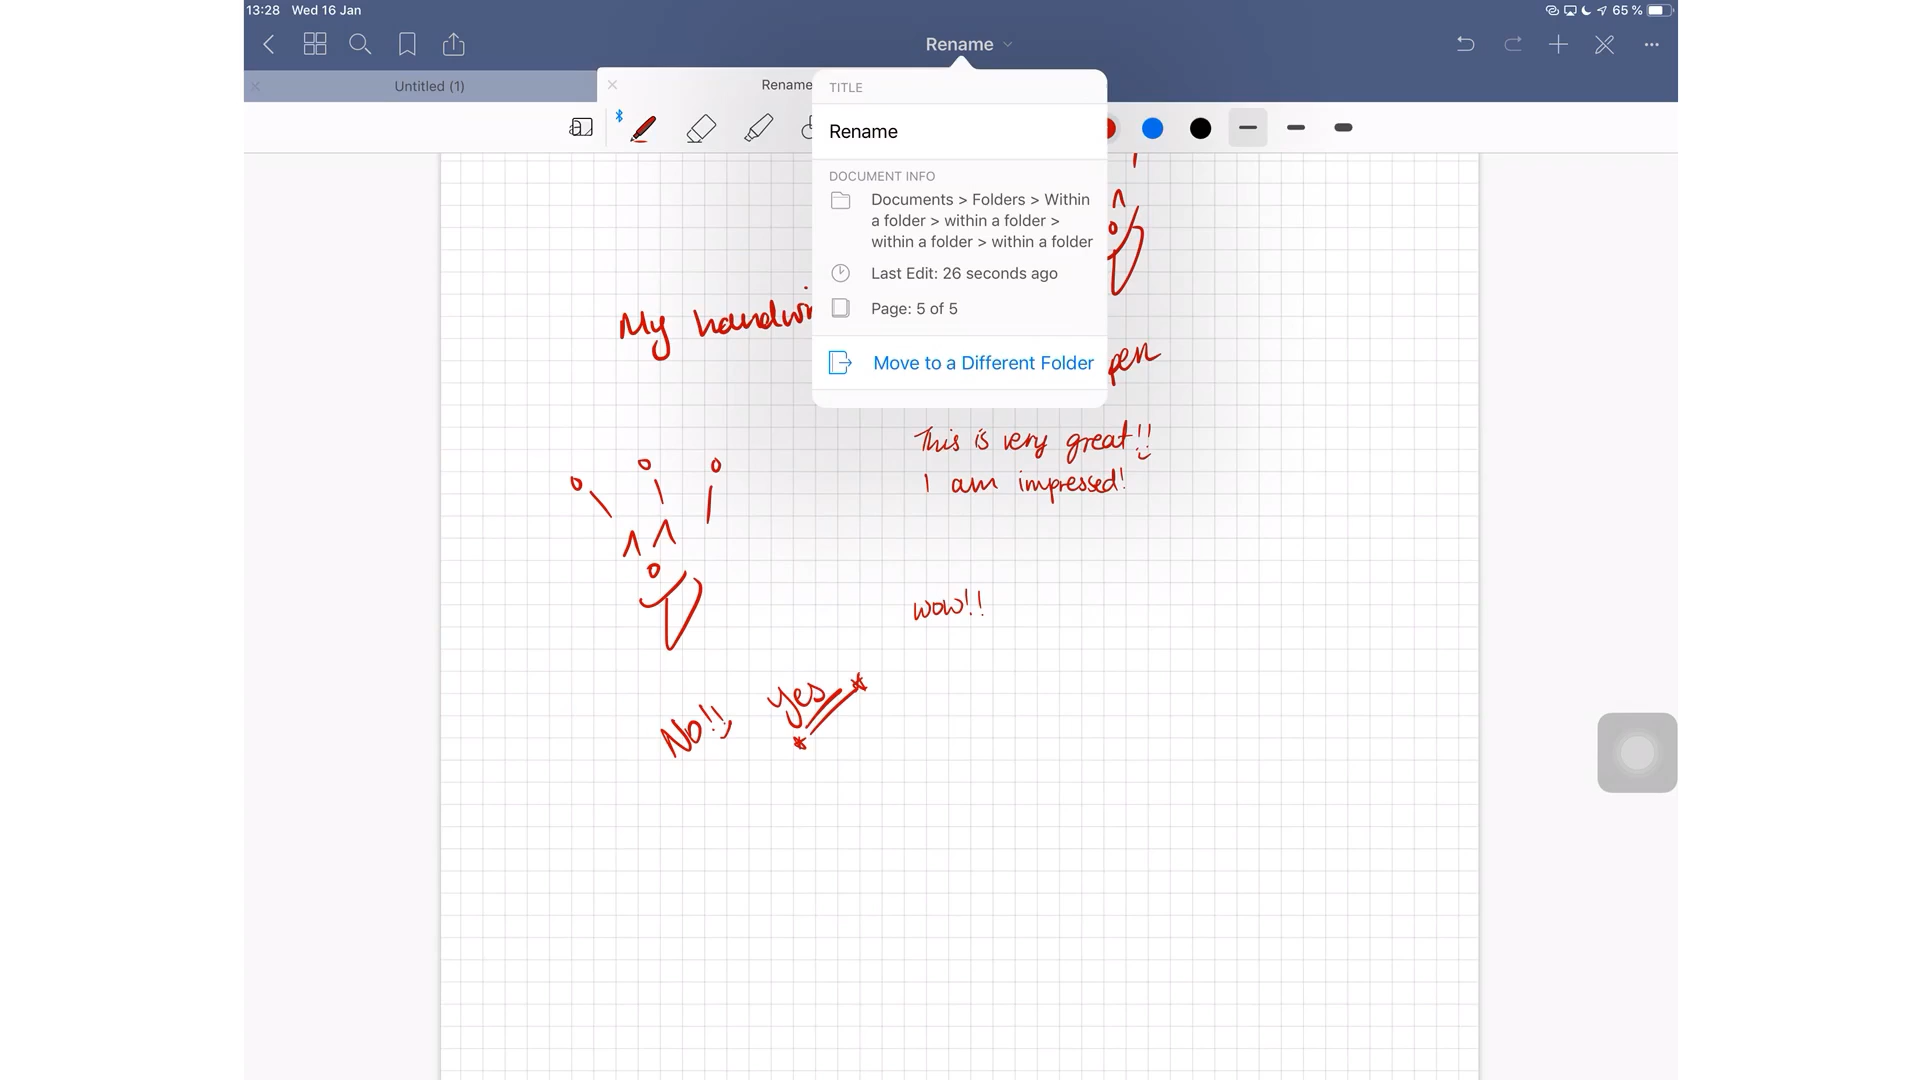 13:28 Wed 16 Jan
65 %
Rename
Untitled (1)
Rename
TITLE
Rename
DOCUMENT INFO
Documents > Folders > Within
a folder > within a folder >
within a folder > within a folder
Last Edit: 26 seconds ago
Page: 5 of 5
Move to a Different Folder
My
pen
This is very great!!
I am impressed!
wow!!
Yes
No!!